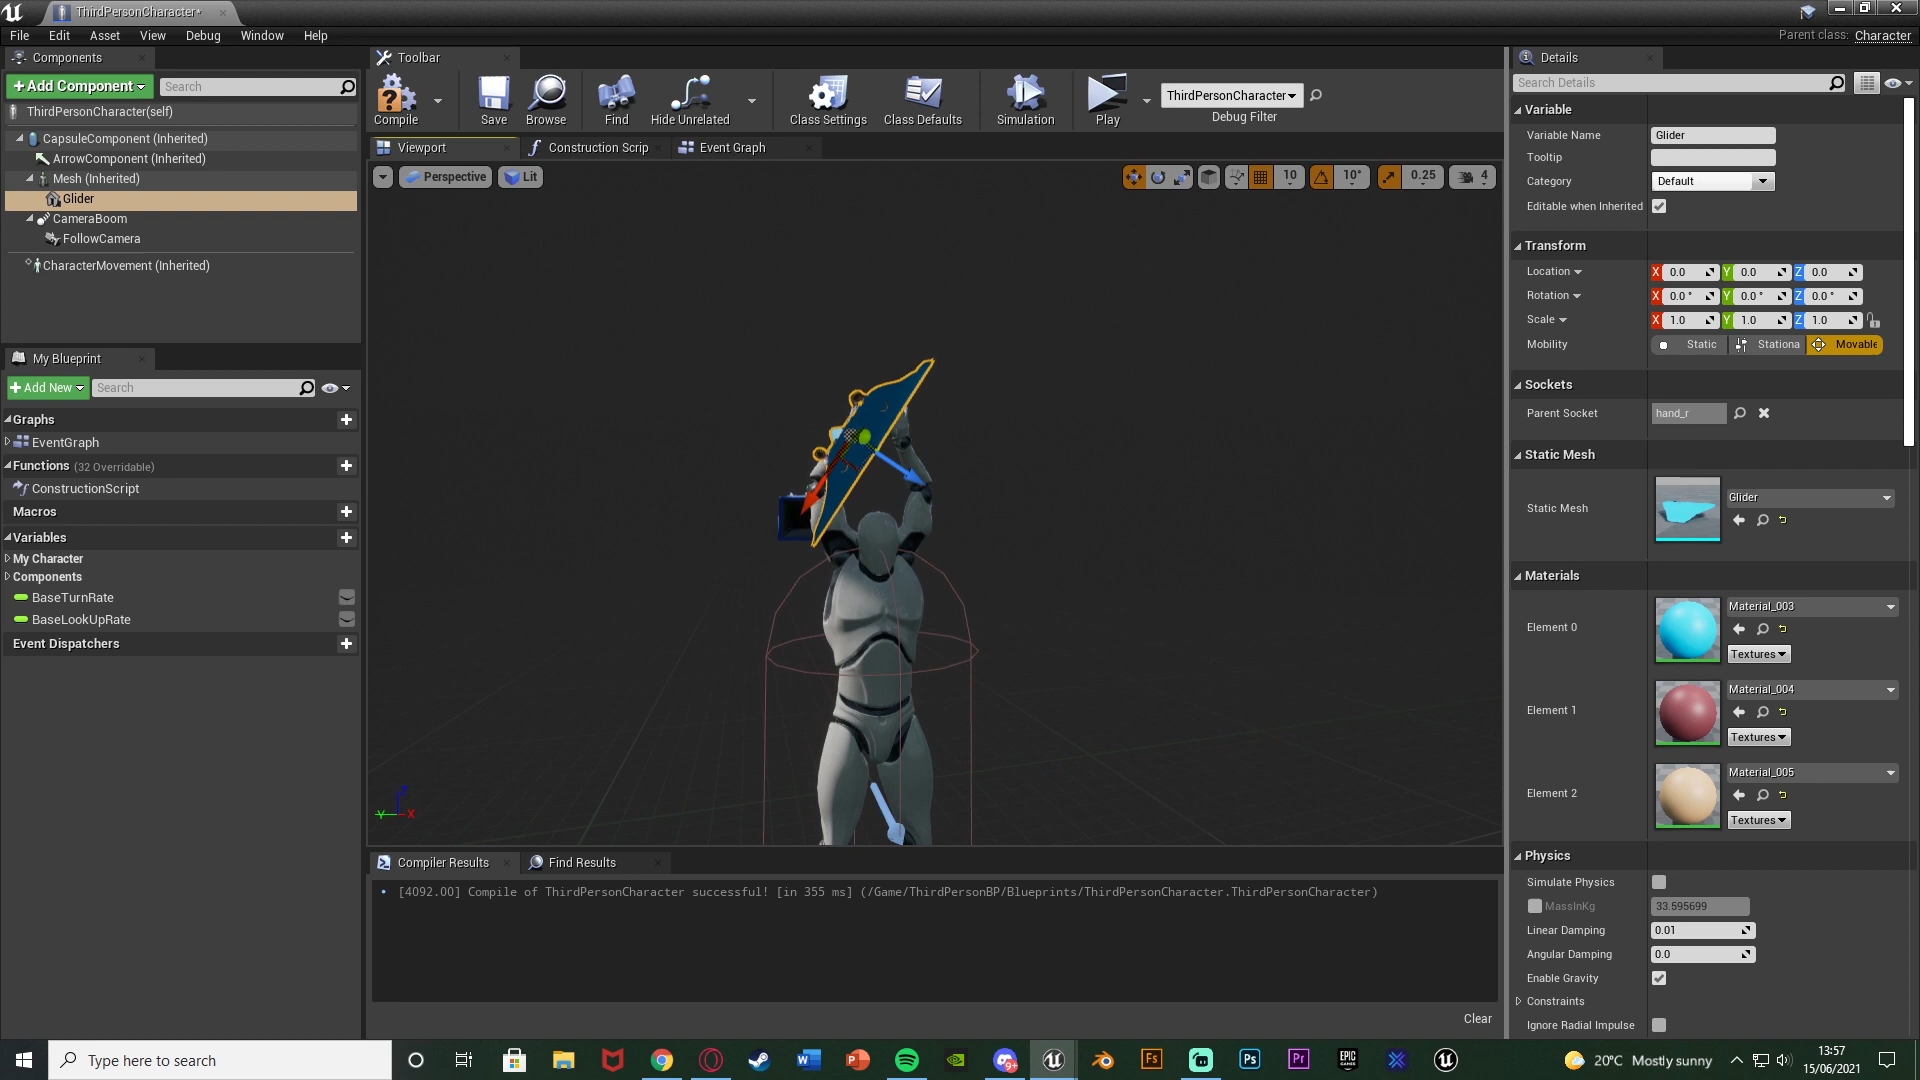 ThirdPersonCharacter*
File Edit Asset View Debug Window Help
Parent class: Character
Components
Toolbar
Details
+Add Component
Search
Search Details
ThirdPersonCharacter(self)
CapsuleComponent (Inherited)
ArrowComponent (Inherited)
Mesh (Inherited)
Glider
CameraBoom
FollowCamera
CharacterMovement (Inherited)
Compile Save Browse Find Hide Unrelated Class Settings Class Defaults Simulation Play
ThirdPersonCharacter
Debug Filter
Viewport Construction Scrip Event Graph
Perspective Lit
10 10° 0.25 4
My Blueprint
+Add New Search
Graphs
EventGraph
Functions (32 Overridable)
ConstructionScript
Macros
Variables
My Character
Components
BaseTurnRate
BaseLookUpRate
Event Dispatchers
Z Y X
Compiler Results Find Results
[4092.00] Compile of ThirdPersonCharacter successful! [in 355 ms] (/Game/ThirdPersonBP/Blueprints/ThirdPersonCharacter.ThirdPersonCharacter)
Clear
Variable
Variable Name Glider
Tooltip
Category Default
Editable when Inherited
Transform
Location X 0.0 Y 0.0 Z 0.0
Rotation X 0.0° Y 0.0° Z 0.0°
Scale X 1.0 Y 1.0 Z 1.0
Mobility Static Stationa Movable
Sockets
Parent Socket hand_r
Static Mesh
Static Mesh Glider
Materials
Element 0 Material_003
Textures
Element 1 Material_004
Textures
Element 2 Material_005
Textures
Physics
Simulate Physics
MassInKg 33.595699
Linear Damping 0.01
Angular Damping 0.0
Enable Gravity
Constraints
Ignore Radial Impulse
Type here to search
W P 9+ Fs Ps Pr EPIC GAMES
20°C Mostly sunny
13:57
15/06/2021